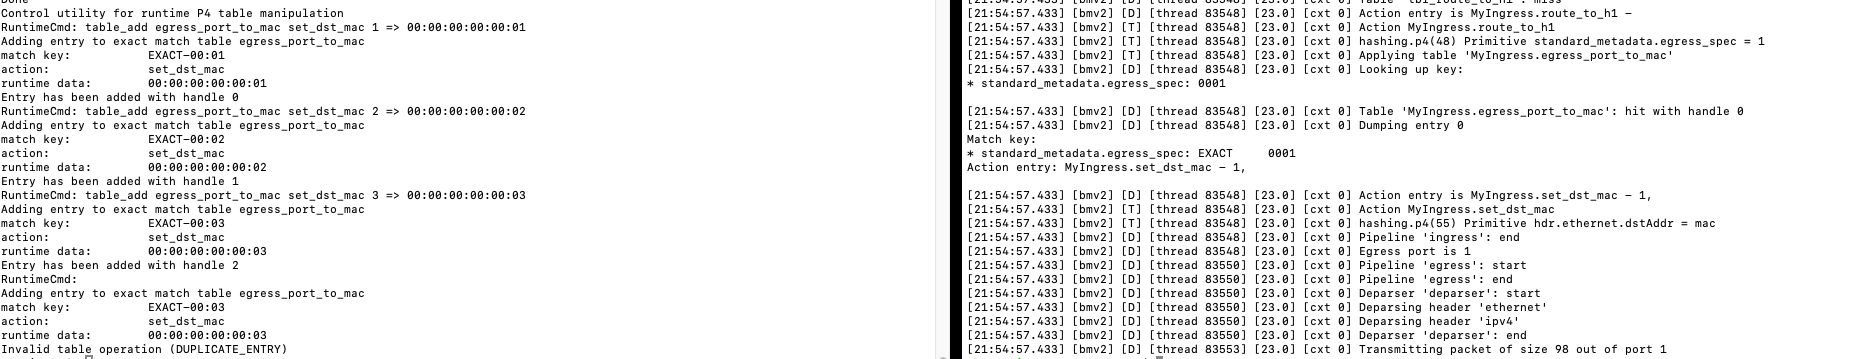 Done
Control utility for runtime P4 table manipulation
RuntimeCmd: table_add egress_port_to_mac set_dst_mac 1 => 00:00:00:00:00:01
Adding entry to exact match table egress_port_to_mac
match key:           EXACT-00:01
action:              set_dst_mac
runtime data:        00:00:00:00:00:01
Entry has been added with handle 0
RuntimeCmd: table_add egress_port_to_mac set_dst_mac 2 => 00:00:00:00:00:02
Adding entry to exact match table egress_port_to_mac
match key:           EXACT-00:02
action:              set_dst_mac
runtime data:        00:00:00:00:00:02
Entry has been added with handle 1
RuntimeCmd: table_add egress_port_to_mac set_dst_mac 3 => 00:00:00:00:00:03
Adding entry to exact match table egress_port_to_mac
match key:           EXACT-00:03
action:              set_dst_mac
runtime data:        00:00:00:00:00:03
Entry has been added with handle 2
RuntimeCmd:
Adding entry to exact match table egress_port_to_mac
match key:           EXACT-00:03
action:              set_dst_mac
runtime data:        00:00:00:00:00:03
Invalid table operation (DUPLICATE_ENTRY)
[21:54:57.433] [bmv2] [D] [thread 83548] [23.0] [cxt 0] Table 'tbl_route_to_h1': miss
[21:54:57.433] [bmv2] [D] [thread 83548] [23.0] [cxt 0] Action entry is MyIngress.route_to_h1 -
[21:54:57.433] [bmv2] [T] [thread 83548] [23.0] [cxt 0] Action MyIngress.route_to_h1
[21:54:57.433] [bmv2] [T] [thread 83548] [23.0] [cxt 0] hashing.p4(48) Primitive standard_metadata.egress_spec = 1
[21:54:57.433] [bmv2] [T] [thread 83548] [23.0] [cxt 0] Applying table 'MyIngress.egress_port_to_mac'
[21:54:57.433] [bmv2] [D] [thread 83548] [23.0] [cxt 0] Looking up key:
* standard_metadata.egress_spec: 0001
[21:54:57.433] [bmv2] [D] [thread 83548] [23.0] [cxt 0] Table 'MyIngress.egress_port_to_mac': hit with handle 0
[21:54:57.433] [bmv2] [D] [thread 83548] [23.0] [cxt 0] Dumping entry 0
Match key:
* standard_metadata.egress_spec: EXACT     0001
Action entry: MyIngress.set_dst_mac - 1,
[21:54:57.433] [bmv2] [D] [thread 83548] [23.0] [cxt 0] Action entry is MyIngress.set_dst_mac - 1,
[21:54:57.433] [bmv2] [T] [thread 83548] [23.0] [cxt 0] Action MyIngress.set_dst_mac
[21:54:57.433] [bmv2] [T] [thread 83548] [23.0] [cxt 0] hashing.p4(55) Primitive hdr.ethernet.dstAddr = mac
[21:54:57.433] [bmv2] [D] [thread 83548] [23.0] [cxt 0] Pipeline 'ingress': end
[21:54:57.433] [bmv2] [D] [thread 83548] [23.0] [cxt 0] Egress port is 1
[21:54:57.433] [bmv2] [D] [thread 83550] [23.0] [cxt 0] Pipeline 'egress': start
[21:54:57.433] [bmv2] [D] [thread 83550] [23.0] [cxt 0] Pipeline 'egress': end
[21:54:57.433] [bmv2] [D] [thread 83550] [23.0] [cxt 0] Deparser 'deparser': start
[21:54:57.433] [bmv2] [D] [thread 83550] [23.0] [cxt 0] Deparsing header 'ethernet'
[21:54:57.433] [bmv2] [D] [thread 83550] [23.0] [cxt 0] Deparsing header 'ipv4'
[21:54:57.433] [bmv2] [D] [thread 83550] [23.0] [cxt 0] Deparser 'deparser': end
[21:54:57.433] [bmv2] [D] [thread 83553] [23.0] [cxt 0] Transmitting packet of size 98 out of port 1